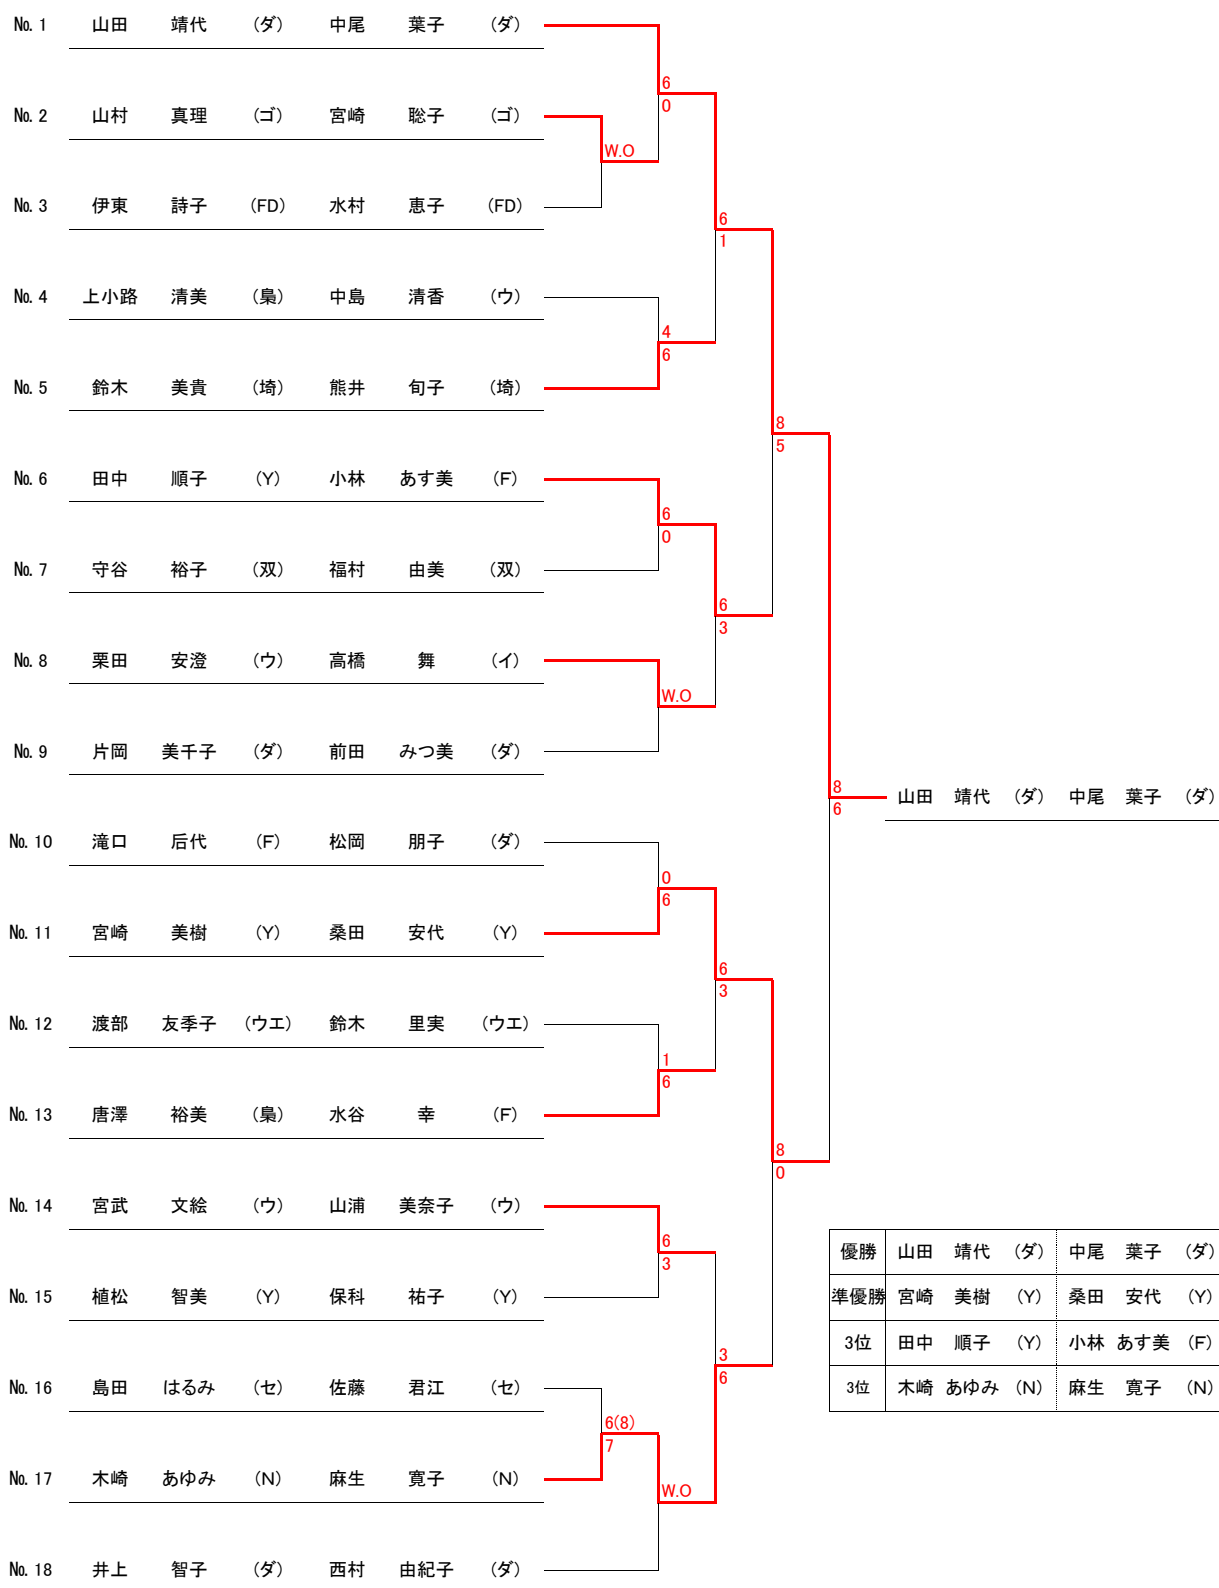 № 1 山田 靖代 (ダ) 中尾 葉子 (ダ)
6
0
№ 2 山村 真理 (ゴ) 宮崎 聡子 (ゴ)
W.O
№ 3 伊東 詩子 (FD) 水村 恵子 (FD)
6
1
№ 4 上小路 清美 (梟) 中島 清香 (ウ)
4
6
№ 5 鈴木 美貴 (埼) 熊井 旬子 (埼)
8
5
№ 6 田中 順子 (Y) 小林 あす美 (F)
6
0
№ 7 守谷 裕子 (双) 福村 由美 (双)
6
3
№ 8 栗田 安澄 (ウ) 高橋 舞 (イ)
W.O
№ 9 片岡 美千子 (ダ) 前田 みつ美 (ダ)
8
山田 靖代 (ダ) 中尾 葉子 (ダ)
6
№ 10 滝口 后代 (F) 松岡 朋子 (ダ)
0
6
№ 11 宮崎 美樹 (Y) 桑田 安代 (Y)
6
3
№ 12 渡部 友季子 (ウエ) 鈴木 里実 (ウエ)
1
6
№ 13 唐澤 裕美 (梟) 水谷 幸 (F)
8
0
№ 14 宮武 文絵 (ウ) 山浦 美奈子 (ウ)
6
3
優勝 山田 靖代 (ダ) 中尾 葉子 (ダ)
№ 15 植松 智美 (Y) 保科 祐子 (Y)
準優勝 宮崎 美樹 (Y) 桑田 安代 (Y)
3位 田中 順子 (Y) 小林 あす美 (F)
3
6
№ 16 島田 はるみ (セ) 佐藤 君江 (セ)
3位 木崎 あゆみ (N) 麻生 寛子 (N)
6(8)
7
№ 17 木崎 あゆみ (N) 麻生 寛子 (N)
W.O
№ 18 井上 智子 (ダ) 西村 由紀子 (ダ)